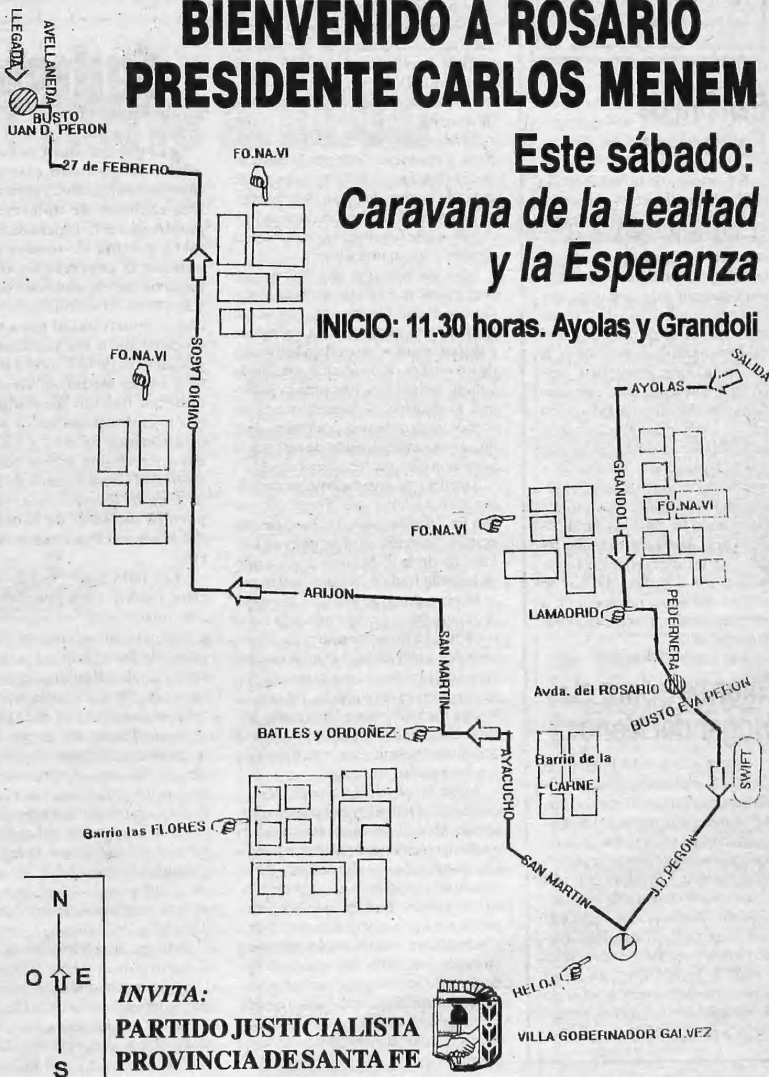 BIENVENIDO A ROSARIO
PRESIDENTE CARLOS MENEM
Este sábado:
Caravana de la Lealtad
y la Esperanza
INICIO: 11.30 horas. Ayolas y Grandoli
LLEGADA
AVELLANEDA
BUSTO
UAN D. PERON
27 de FEBRERO
FO.NA.VI
OVIDIO LAGOS
FO.NA.VI
SALIDA
AYOLAS
GRANDOLI
FO.NA.VI
FO.NA.VI
LAMADRID
PEDERNERA
Avda. del ROSARIO
BUSTO EVA PERON
SWIFT
J.D.PERON
ARIJON
SAN MARTIN
BATLES y ORDOÑEZ
AYACUCHO
Barrio de la
CARNE
Barrio las FLORES
SAN MARTIN
RELOJ
VILLA GOBERNADOR GALVEZ
N
O E
S
INVITA:
PARTIDO JUSTICIALISTA
PROVINCIA DE SANTA FE